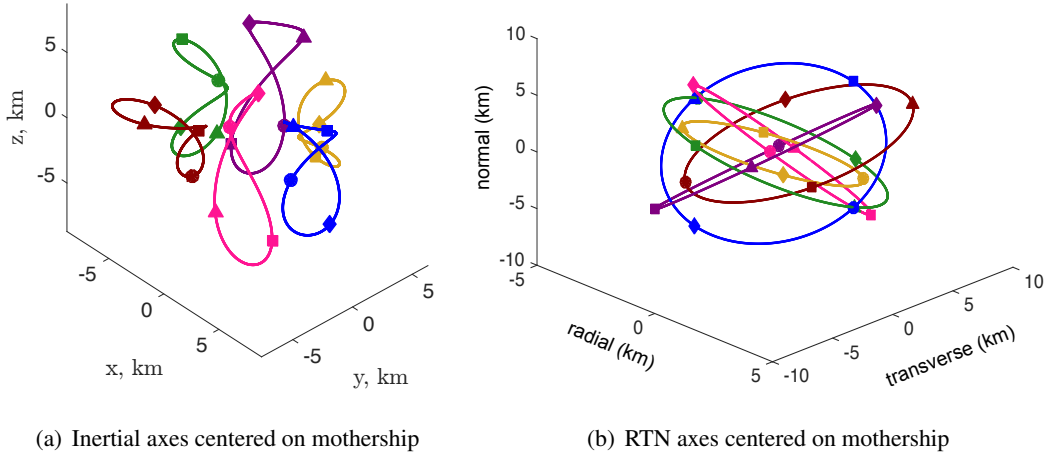 5
0
-5
z, km
-5
0
5
x, km
-5
0
5
y, km
10
5
0
-5
-10
normal (km)
-5
0
5
radial (km)
-10
-5
0
5
10
transverse (km)
(a) Inertial axes centered on mothership
(b) RTN axes centered on mothership